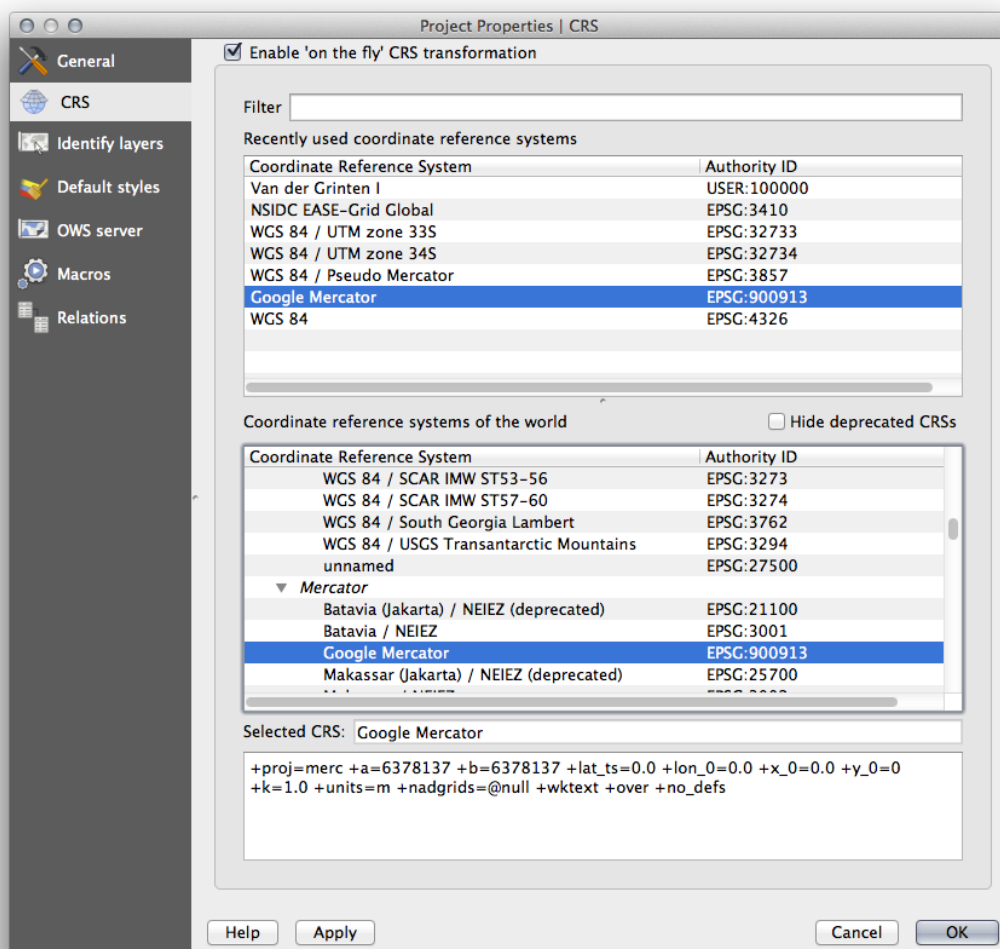 Project Properties | CRS
General
CRS
Identify layers
Default styles
OWS server
Macros
Relations
Enable 'on the fly' CRS transformation
Filter
Recently used coordinate reference systems
Coordinate Reference System Authority ID
Van der Grinten I USER:100000
NSIDC EASE-Grid Global EPSG:3410
WGS 84 / UTM zone 33S EPSG:32733
WGS 84 / UTM zone 34S EPSG:32734
WGS 84 / Pseudo Mercator EPSG:3857
Google Mercator EPSG:900913
WGS 84 EPSG:4326
Coordinate reference systems of the world Hide deprecated CRSs
Coordinate Reference System Authority ID
WGS 84 / SCAR IMW ST53-56 EPSG:3273
WGS 84 / SCAR IMW ST57-60 EPSG:3274
WGS 84 / South Georgia Lambert EPSG:3762
WGS 84 / USGS Transantarctic Mountains EPSG:3294
unnamed EPSG:27500
Mercator
Batavia (Jakarta) / NEIEZ (deprecated) EPSG:21100
Batavia / NEIEZ EPSG:3001
Google Mercator EPSG:900913
Makassar (Jakarta) / NEIEZ (deprecated) EPSG:25700
Selected CRS: Google Mercator
+proj=merc +a=6378137 +b=6378137 +lat_ts=0.0 +lon_0=0.0 +x_0=0.0 +y_0=0
+k=1.0 +units=m +nadgrids=@null +wktext +over +no_defs
Help Apply Cancel OK